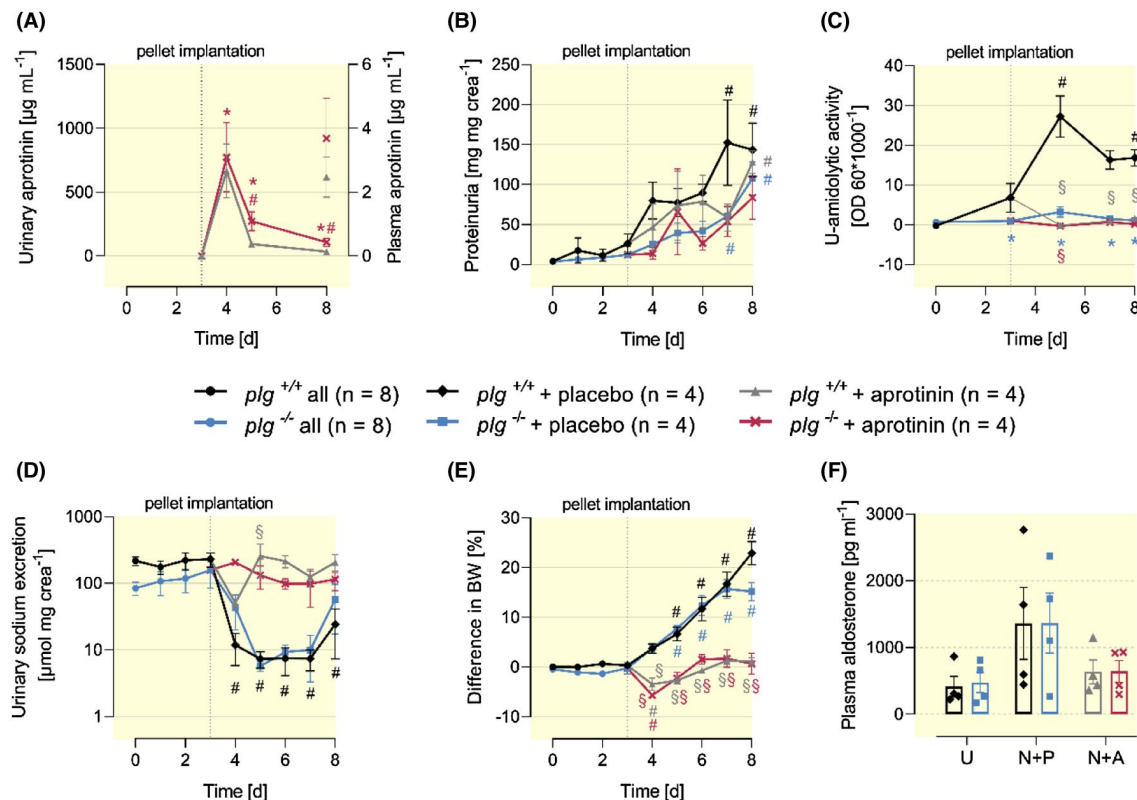 (A)
pellet implantation
Urinary aprotinin [µg mL⁻¹]
1500
1000
500
0
Plasma aprotinin [µg mL⁻¹]
6
4
2
0
*
*
#
*#
0 2 4 6 8
Time [d]
(B)
pellet implantation
Proteinuria [mg mg crea⁻¹]
250
200
150
100
50
0
#
#
#
#
#
0 2 4 6 8
Time [d]
(C)
pellet implantation
U-amidolytic activity
[OD 60*1000⁻¹]
40
30
20
10
0
-10
#
#
§
§
§
*
*
*
*
§
0 2 4 6 8
Time [d]
plg +/+ all (n = 8)
plg +/+ + placebo (n = 4)
plg +/+ + aprotinin (n = 4)
plg -/- all (n = 8)
plg -/- + placebo (n = 4)
plg -/- + aprotinin (n = 4)
(D)
pellet implantation
Urinary sodium excretion
[µmol mg crea⁻¹]
1000
100
10
1
§
# # # # #
0 2 4 6 8
Time [d]
(E)
pellet implantation
Difference in BW [%]
30
20
10
0
-10
#
#
#
#
#
#
#
#
§
§
§§
§§
§§
§§
#
#
0 2 4 6 8
Time [d]
(F)
Plasma aldosterone [pg ml⁻¹]
3000
2000
1000
0
U N+P N+A